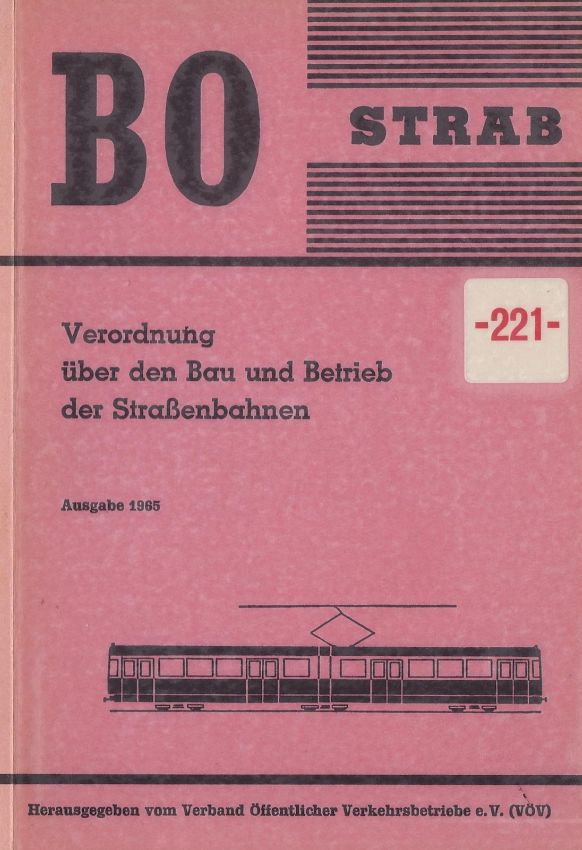 BO
STRAB
-221-
Verordnung
über den Bau und Betrieb
der Straßenbahnen
Ausgabe 1965
Herausgegeben vom Verband Öffentlicher Verkehrsbetriebe e.V. (VÖV)